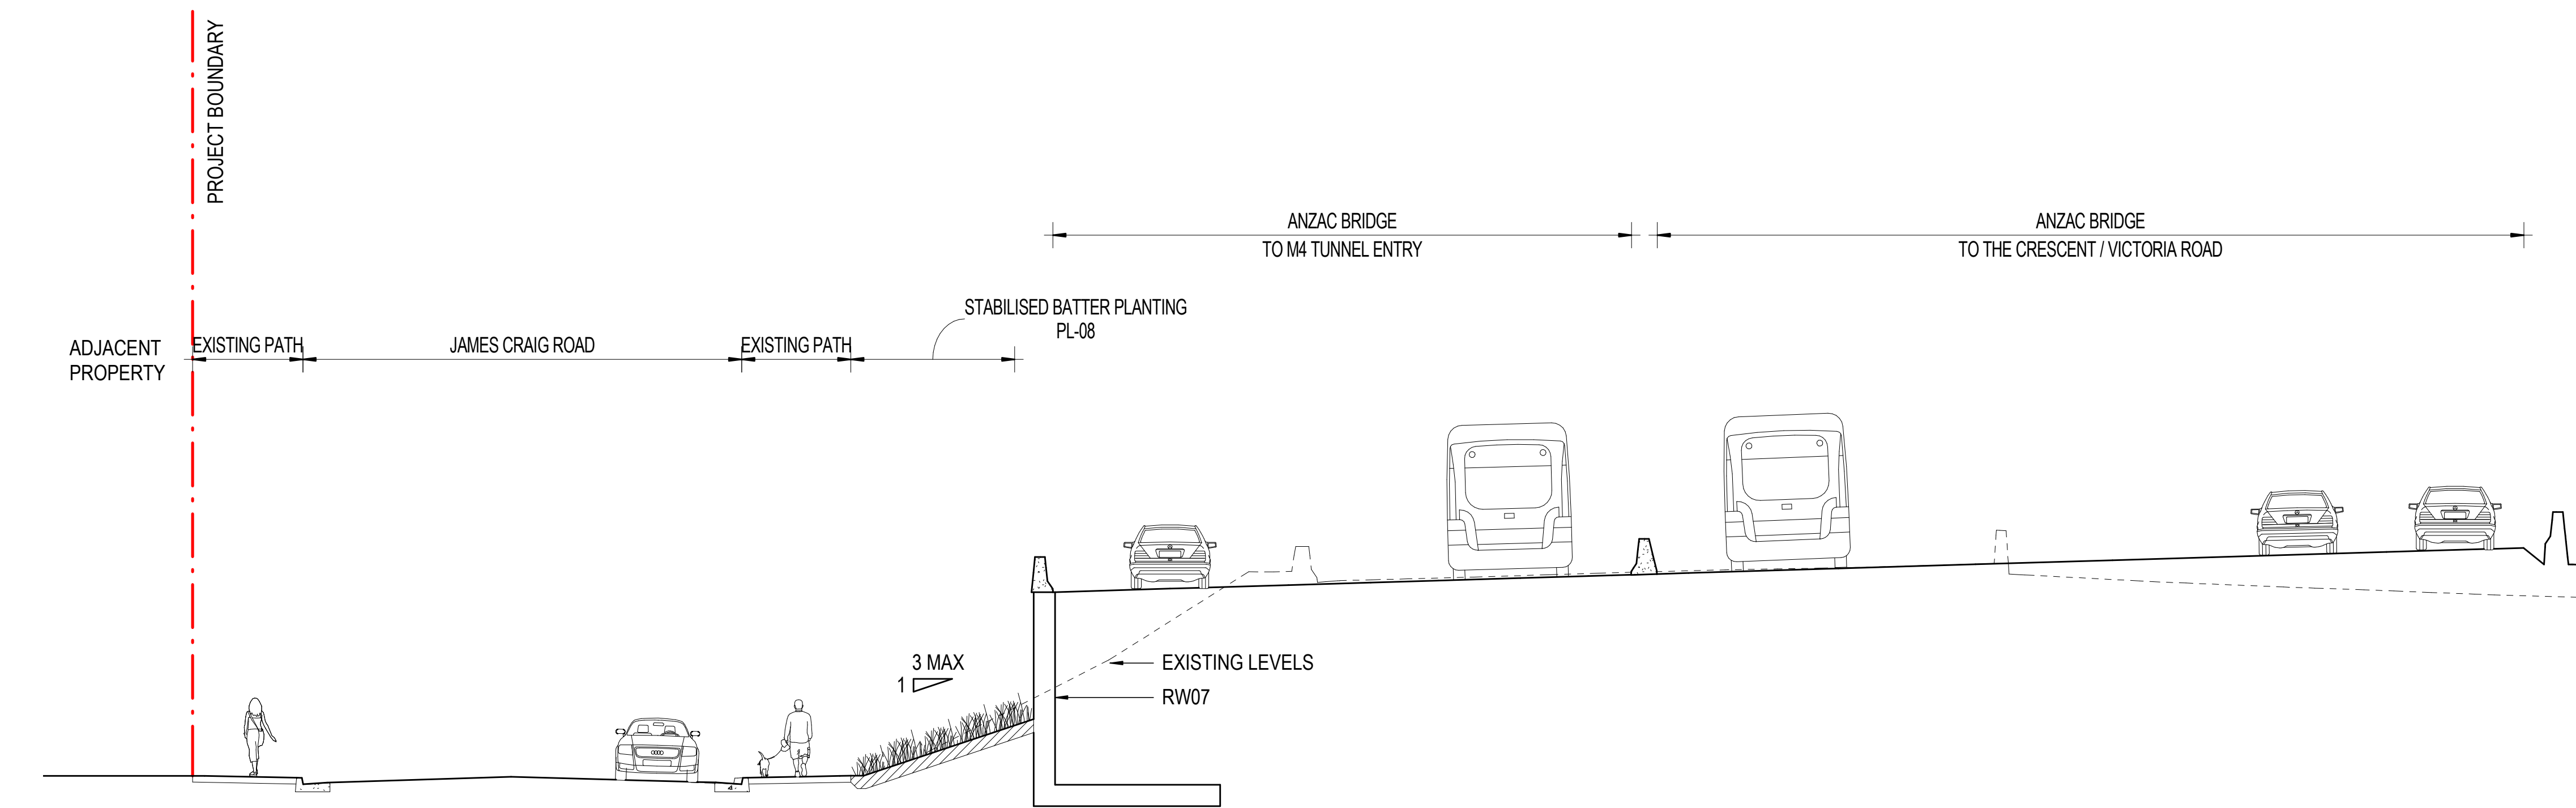 PROJECT BOUNDARY
ANZAC BRIDGE
TO M4 TUNNEL ENTRY
ANZAC BRIDGE
TO THE CRESCENT / VICTORIA ROAD
STABILISED BATTER PLANTING
PL-08
ADJACENT
PROPERTY
EXISTING PATH
JAMES CRAIG ROAD
EXISTING PATH
3 MAX
1
EXISTING LEVELS
RW07